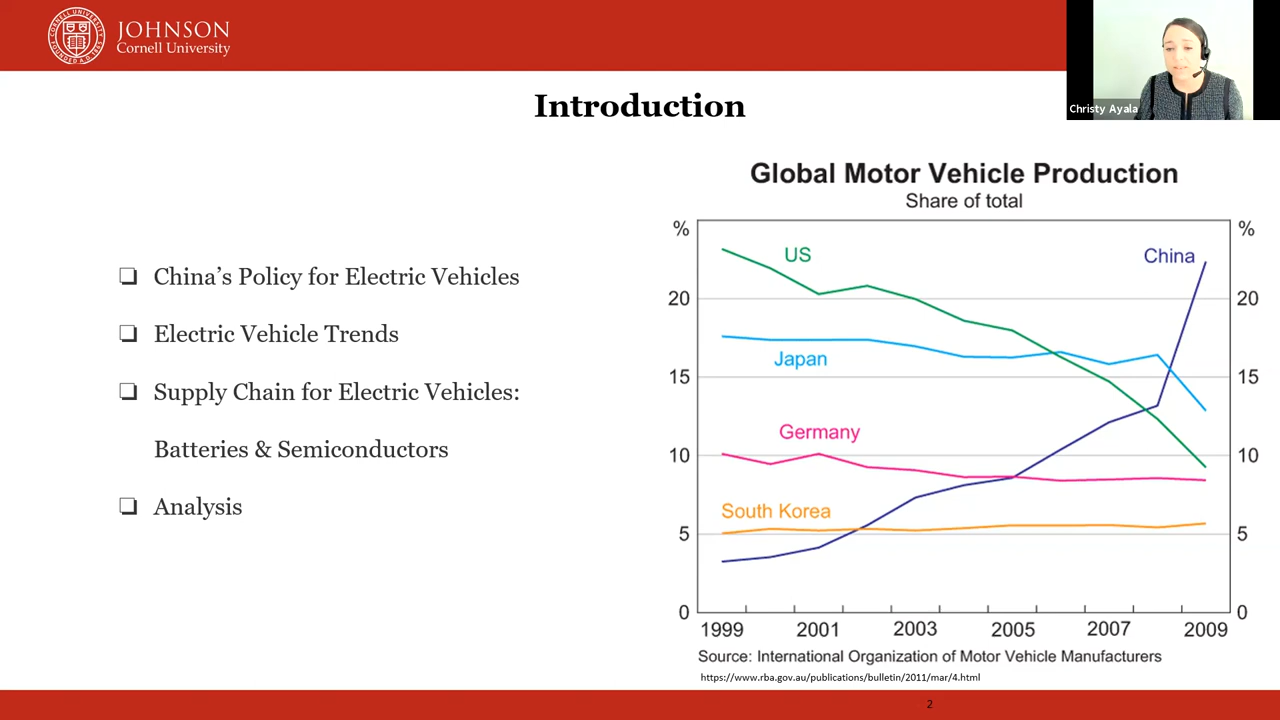 JOHNSON
Cornell University
Christy Ayala
Introduction
❏ China’s Policy for Electric Vehicles
❏ Electric Vehicle Trends
❏ Supply Chain for Electric Vehicles:
Batteries & Semiconductors
❏ Analysis
Global Motor Vehicle Production
Share of total
% %
US
China
20 20
Japan
15 15
Germany
10 10
South Korea
5 5
0 0
1999 2001 2003 2005 2007 2009
Source: International Organization of Motor Vehicle Manufacturers
https://www.rba.gov.au/publications/bulletin/2011/mar/4.html
2